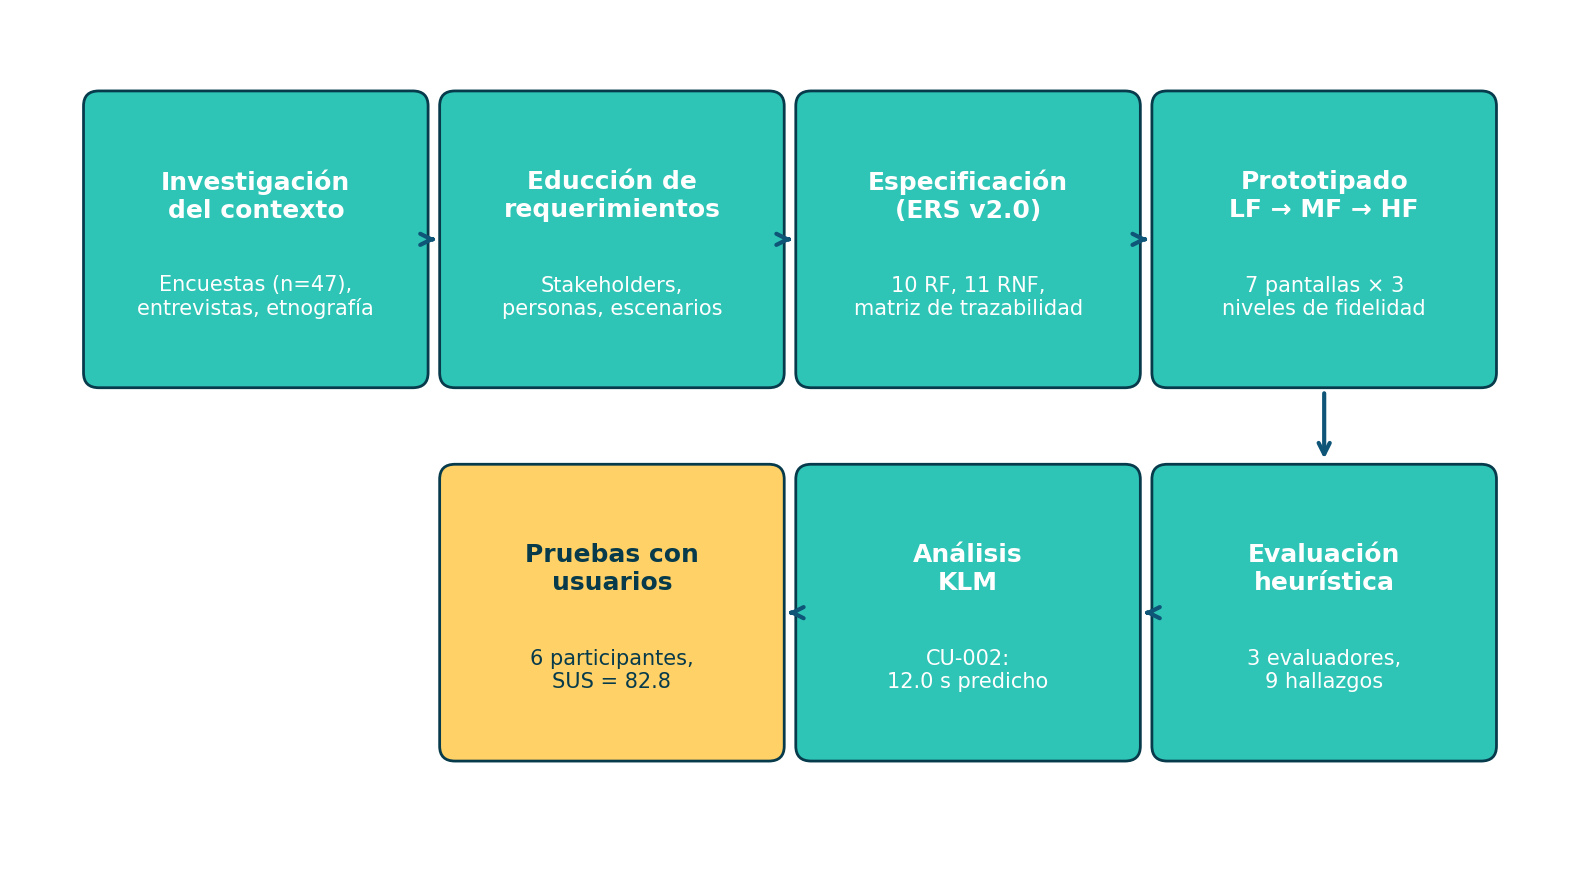 Investigación
del contexto
Encuestas (n=47),
entrevistas, etnografía
Educción de
requerimientos
Stakeholders,
personas, escenarios
Especificación
(ERS v2.0)
10 RF, 11 RNF,
matriz de trazabilidad
Prototipado
LF → MF → HF
7 pantallas × 3
niveles de fidelidad
Evaluación
heurística
3 evaluadores,
9 hallazgos
Análisis
KLM
CU-002:
12.0 s predicho
Pruebas con
usuarios
6 participantes,
SUS = 82.8